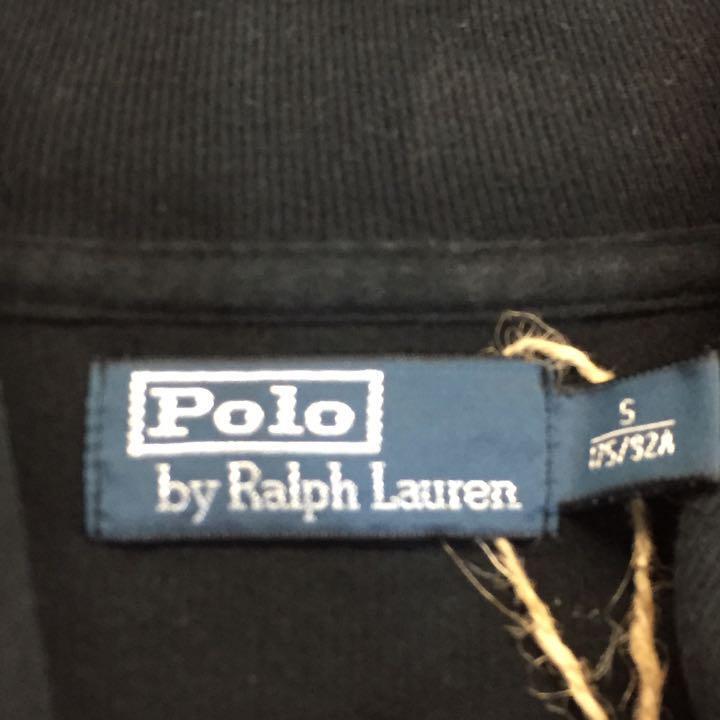 Polo
by Ralph Lauren
S
175/92A